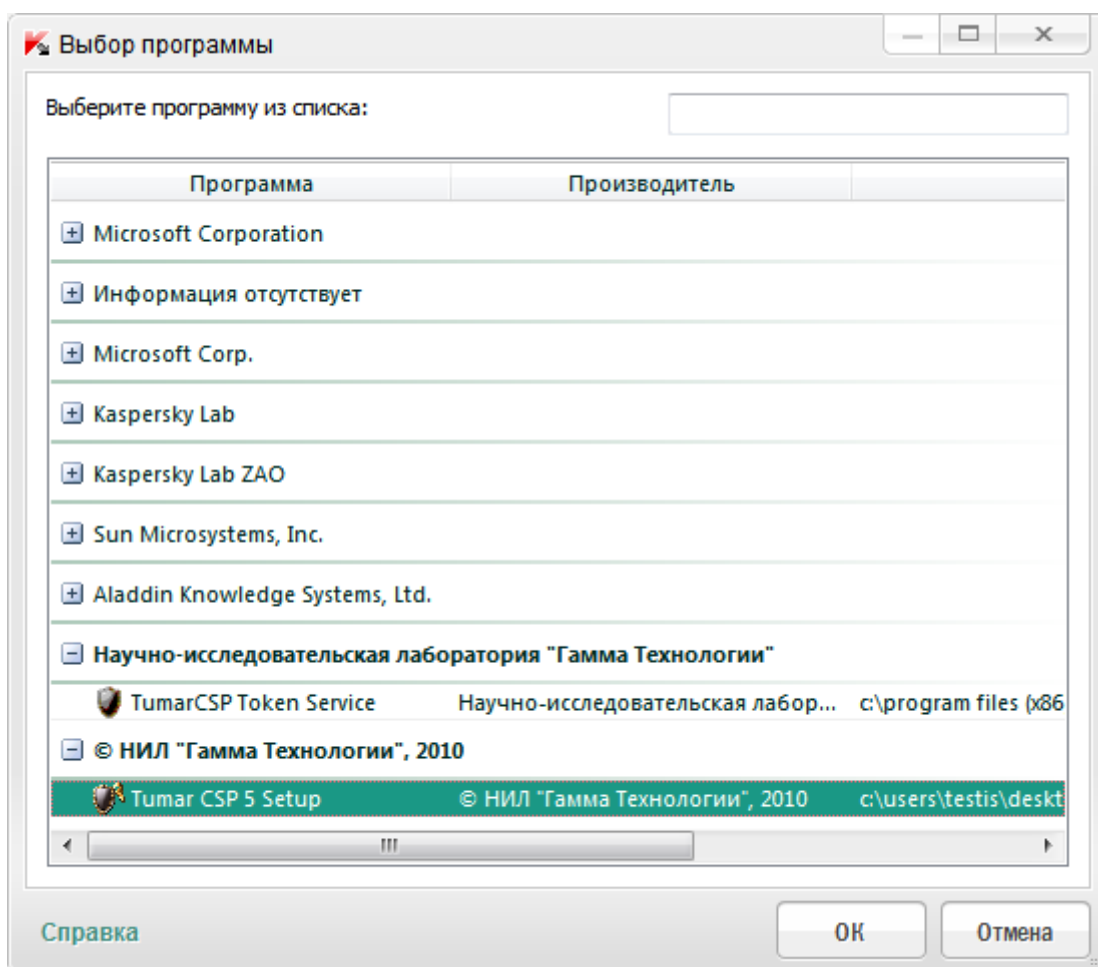 Выбор программы
Выберите программу из списка:
Программа Производитель
Microsoft Corporation
Информация отсутствует
Microsoft Corp.
Kaspersky Lab
Kaspersky Lab ZAO
Sun Microsystems, Inc.
Aladdin Knowledge Systems, Ltd.
Научно-исследовательская лаборатория "Гамма Технологии"
TumarCSP Token Service Научно-исследовательская лабор... c:\program files (x86
© НИЛ "Гамма Технологии", 2010
Tumar CSP 5 Setup © НИЛ "Гамма Технологии", 2010 c:\users\testis\deskt
Справка ОК Отмена